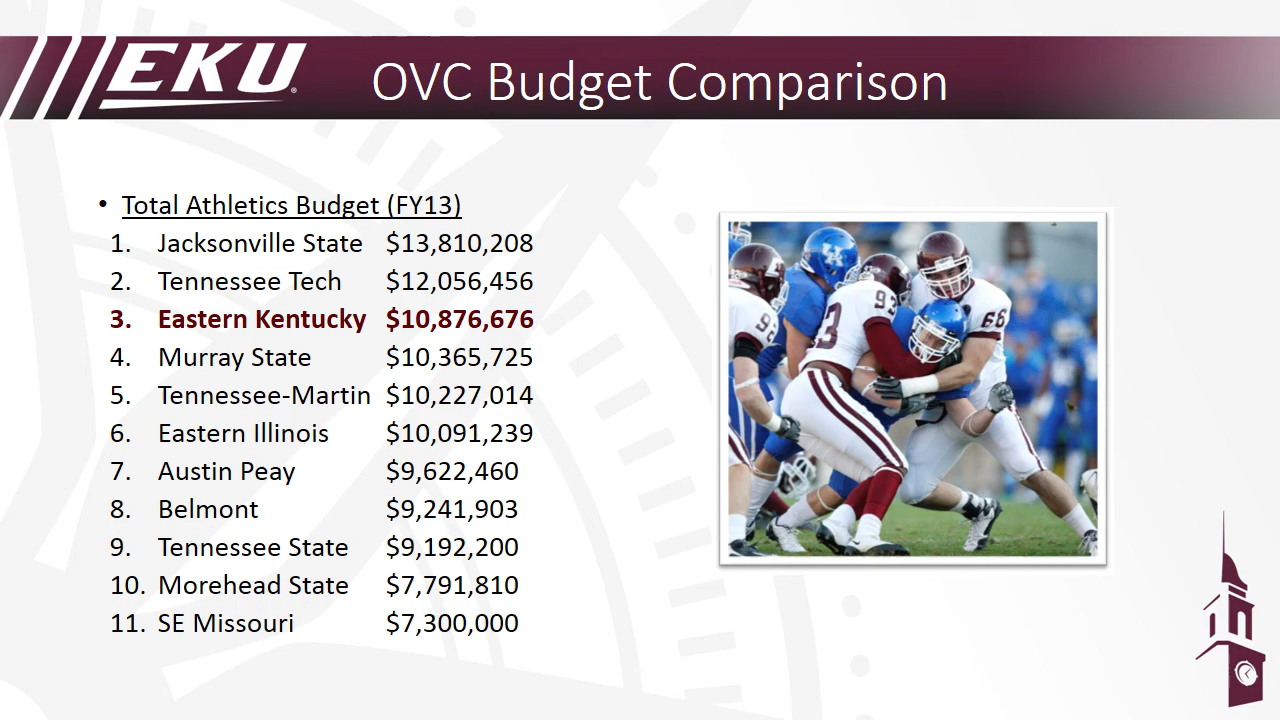 EKU
OVC Budget Comparison
• Total Athletics Budget (FY13)
1. Jacksonville State $13,810,208
2. Tennessee Tech $12,056,456
3. Eastern Kentucky $10,876,676
4. Murray State $10,365,725
5. Tennessee-Martin $10,227,014
6. Eastern Illinois $10,091,239
7. Austin Peay $9,622,460
8. Belmont $9,241,903
9. Tennessee State $9,192,200
10. Morehead State $7,791,810
11. SE Missouri $7,300,000
UK
93
66